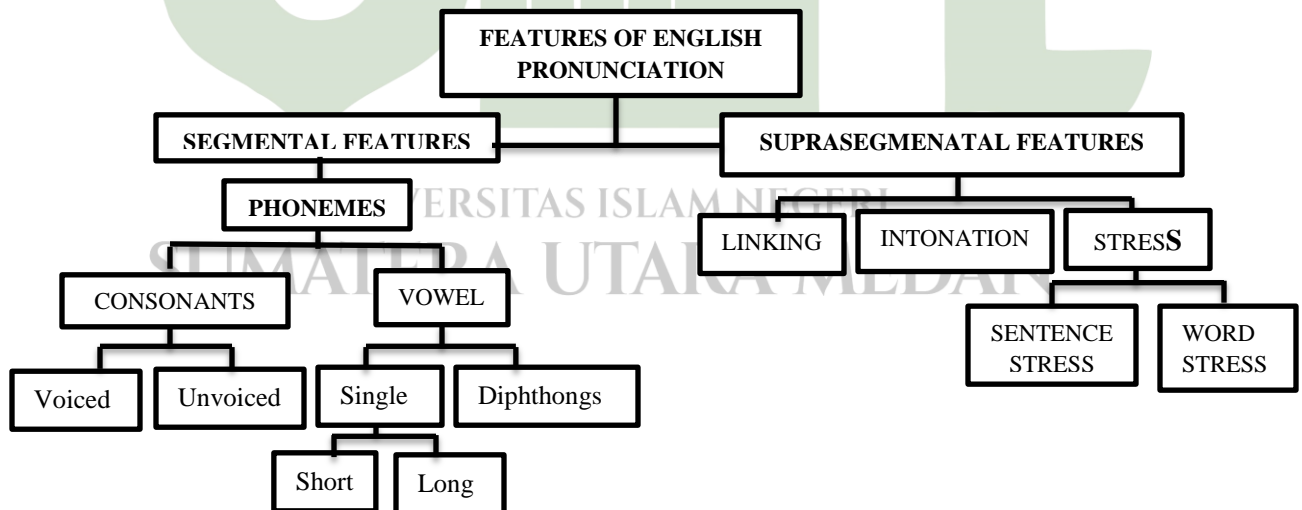 FEATURES OF ENGLISH
PRONUNCIATION
SEGMENTAL FEATURES
SUPRASEGMENATAL FEATURES
PHONEMES
VERSITAS ISLAM NEGERI
SUMATERA UTARA MEDAN
LINKING
INTONATION
STRESS
CONSONANTS
VOWEL
SENTENCE
STRESS
WORD
STRESS
Voiced
Unvoiced
Single
Diphthongs
Short
Long